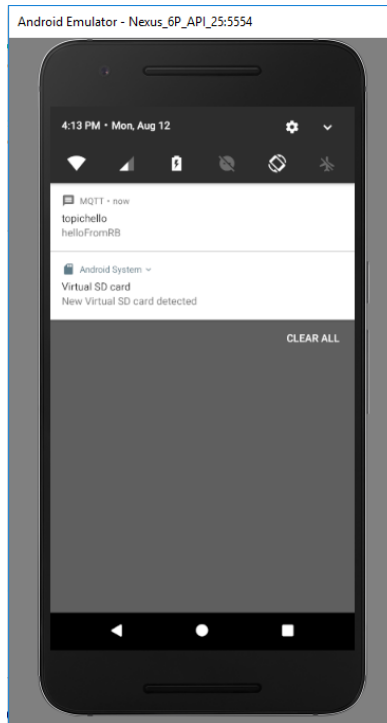 Android Emulator - Nexus_6P_API_25:5554
4:13 PM • Mon, Aug 12
MQTT • now
topichello
helloFromRB
Android System
Virtual SD card
New Virtual SD card detected
CLEAR ALL